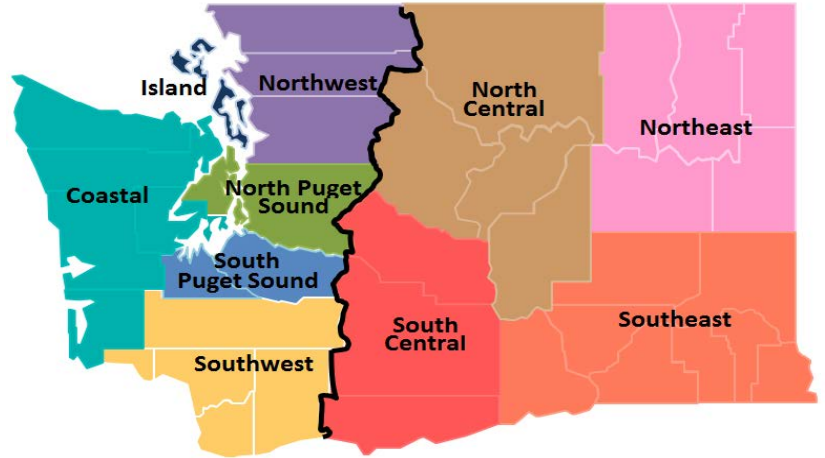 Island
Northwest
North
Central
Northeast
Coastal
North Puget
Sound
South
Puget Sound
South
Central
Southeast
Southwest